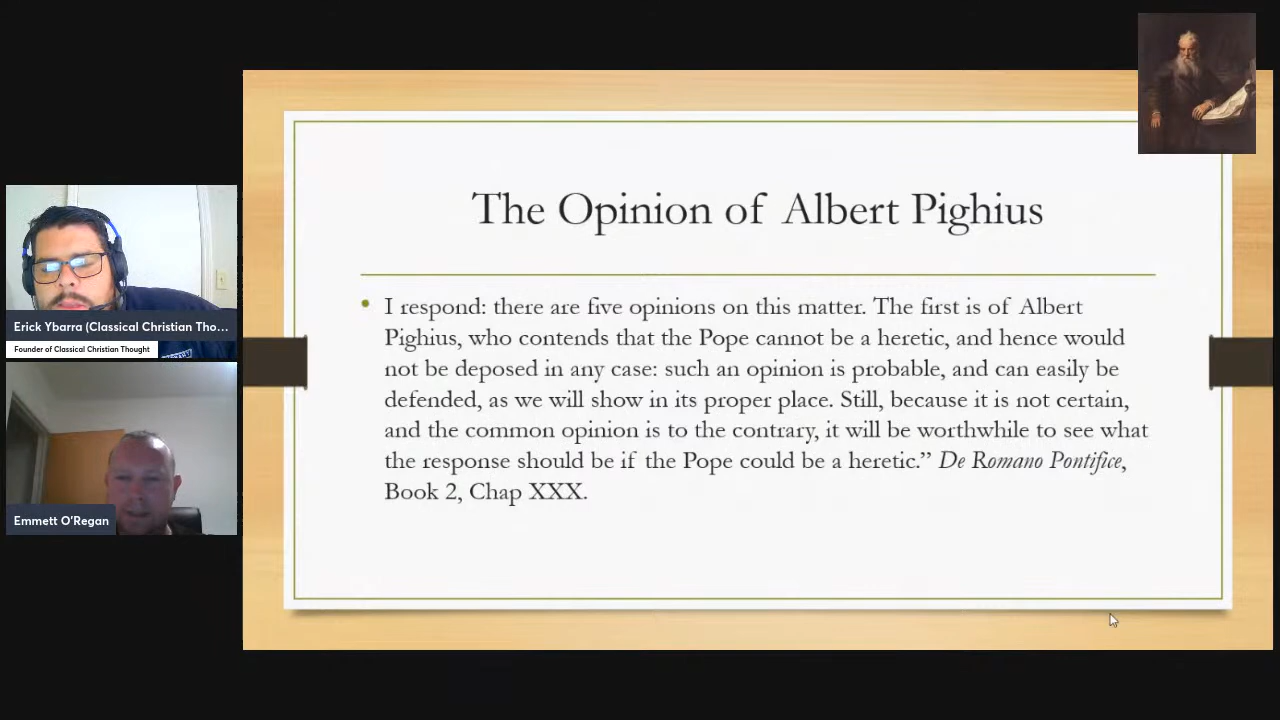 The Opinion of Albert Pighius
• I respond: there are five opinions on this matter. The first is of Albert
Pighius, who contends that the Pope cannot be a heretic, and hence would
not be deposed in any case: such an opinion is probable, and can easily be
defended, as we will show in its proper place. Still, because it is not certain,
and the common opinion is to the contrary, it will be worthwhile to see what
the response should be if the Pope could be a heretic.” De Romano Pontifice,
Book 2, Chap XXX.
Erick Ybarra (Classical Christian Tho...
Founder of Classical Christian Thought
Emmett O'Regan